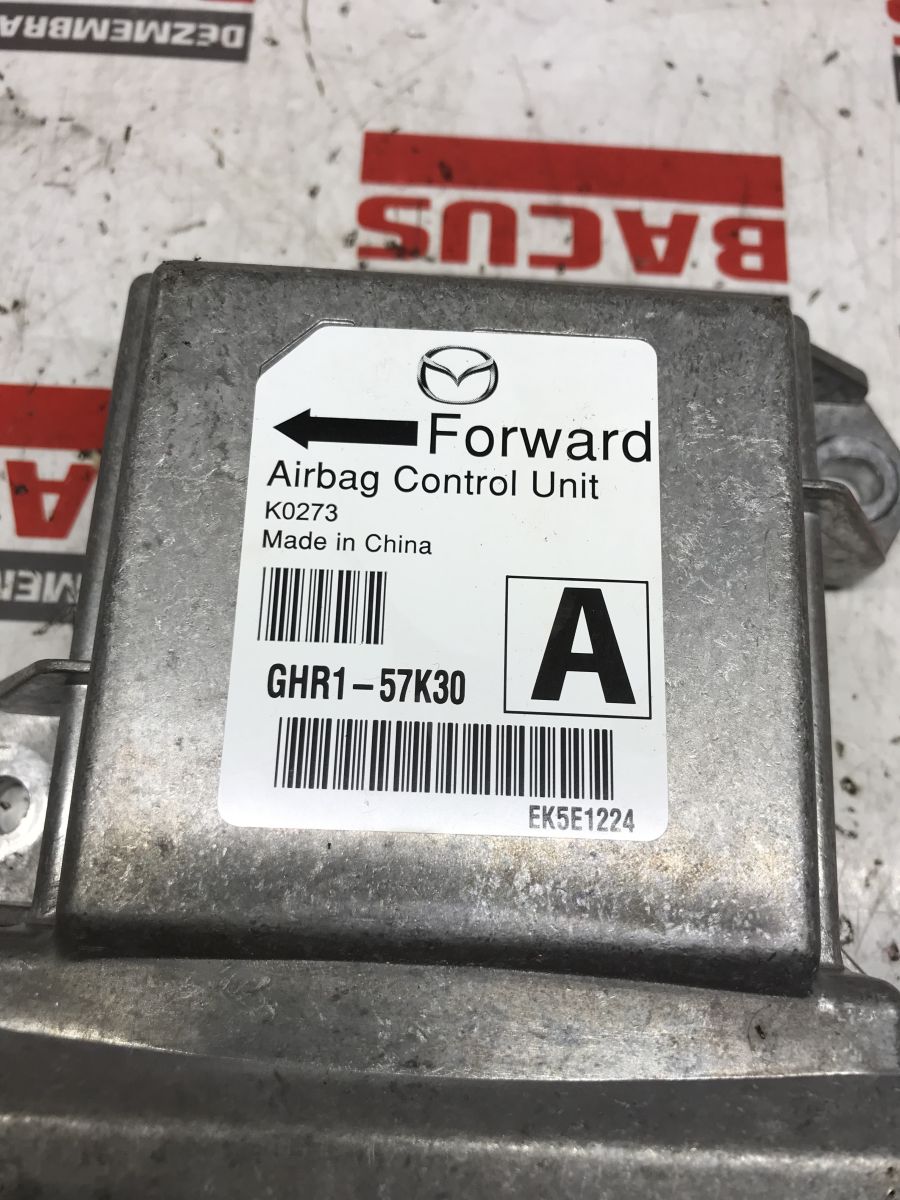 DEZMEMBRA
BACUS
Forward
Airbag Control Unit
K0273
Made in China
A
GHR1-57K30
EK5E1224